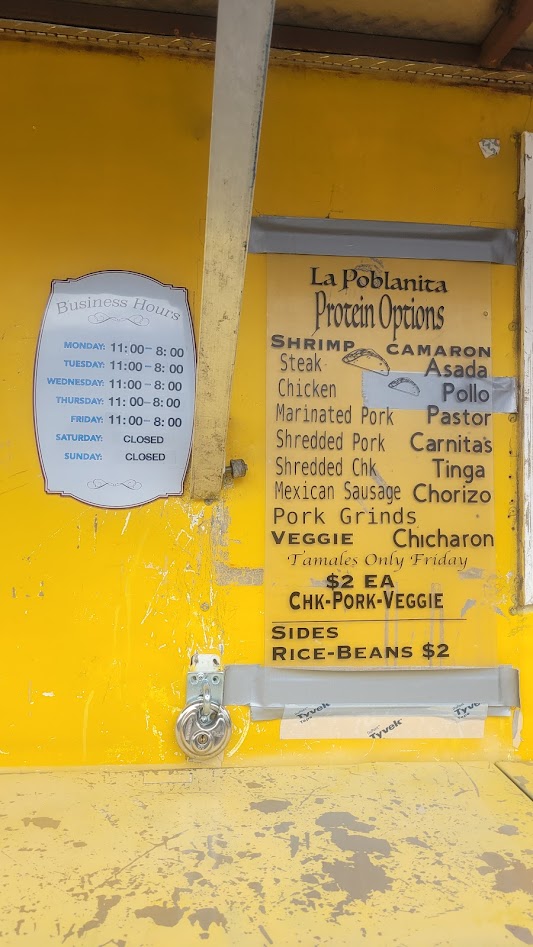 Business Hours
MONDAY: 11:00-8:00
TUESDAY: 11:00-8:00
WEDNESDAY: 11:00-8:00
THURSDAY: 11:00-8:00
FRIDAY: 11:00-8:00
SATURDAY: CLOSED
SUNDAY: CLOSED
La Poblanita
Protein Options
SHRIMP CAMARON
Steak Asada
Chicken Pollo
Marinated Pork Pastor
Shredded Pork Carnitas
Shredded Chk Tinga
Mexican Sausage Chorizo
Pork Grinds
VEGGIE Chicharon
Tamales Only Friday
$2 EA
CHK-PORK-VEGGIE
SIDES
RICE-BEANS $2
Tyvek Tyvek Tyvek